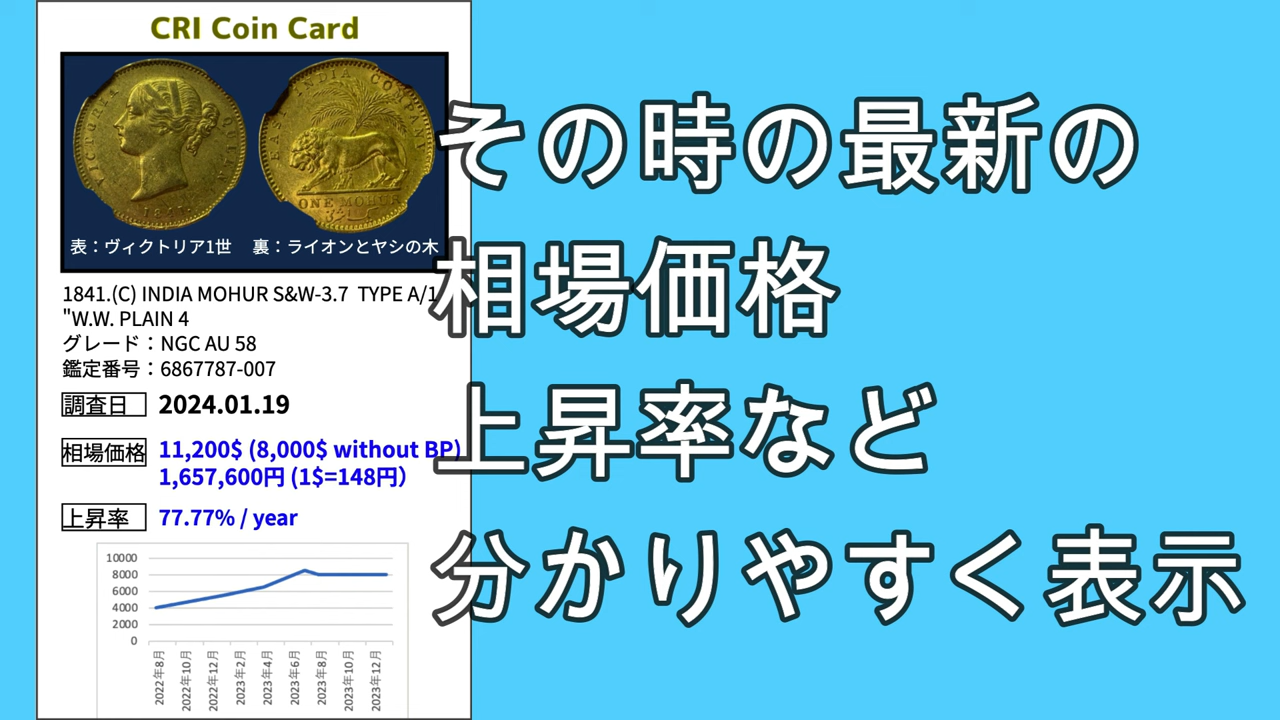 CRI Coin Card
VICTORIA QUEEN
1841
EAST INDIA COMPANY
ONE MOHUR
表：ヴィクトリア1世 裏：ライオンとヤシの木
1841.(C) INDIA MOHUR S&W-3.7 TYPE A/1
"W.W. PLAIN 4
グレード：NGC AU 58
鑑定番号：6867787-007
調査日 2024.01.19
相場価格 11,200$ (8,000$ without BP)
1,657,600円 (1$=148円）
上昇率 77.77% / year
10000
8000
6000
4000
2000
0
2022年8月
2022年10月
2022年12月
2023年2月
2023年4月
2023年6月
2023年8月
2023年10月
2023年12月
その時の最新の
相場価格
上昇率など
分かりやすく表示